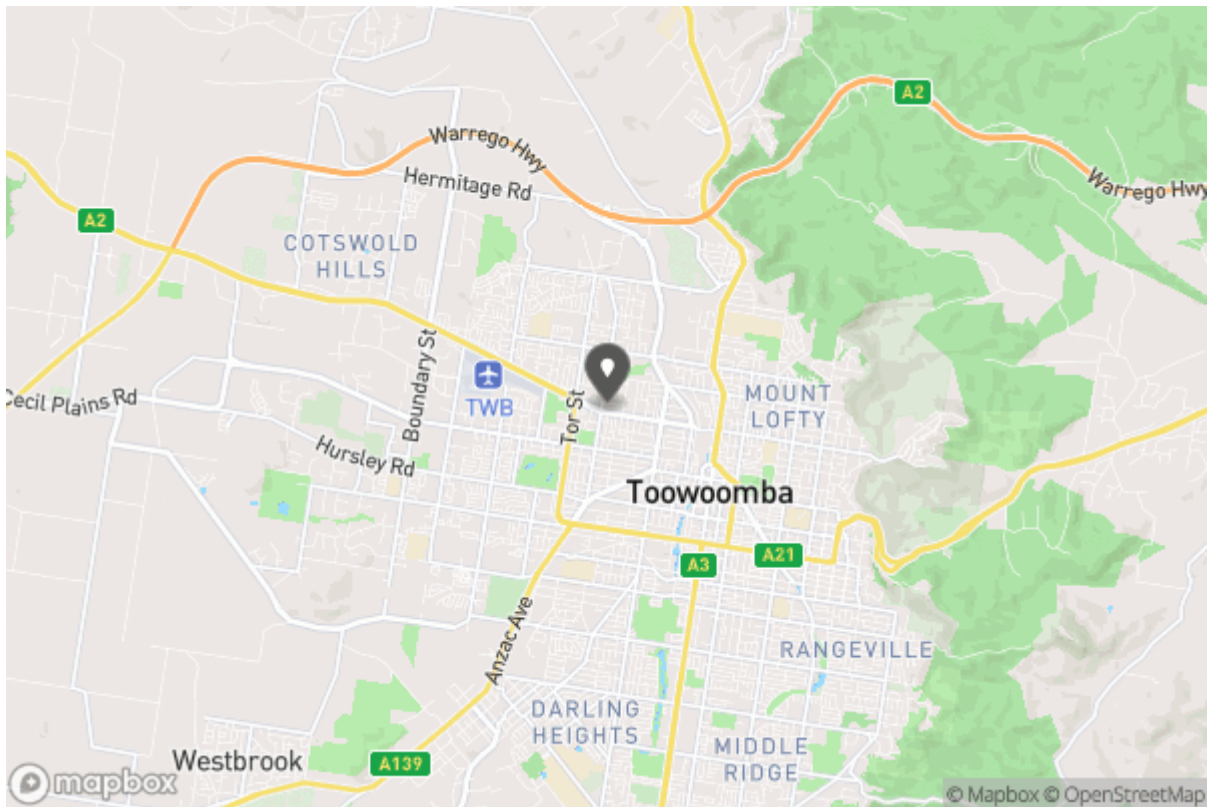 A2
Warrego Hwy
Hermitage Rd
Warrego Hwy
A2
COTSWOLD
HILLS
Boundary St
TWB
Tor St
MOUNT
LOFTY
Cecil Plains Rd
Hursley Rd
Toowoomba
A21
A3
Anzac Ave
RANGEVILLE
DARLING
HEIGHTS
MIDDLE
RIDGE
Westbrook
A139
mapbox
© Mapbox © OpenStreetMap